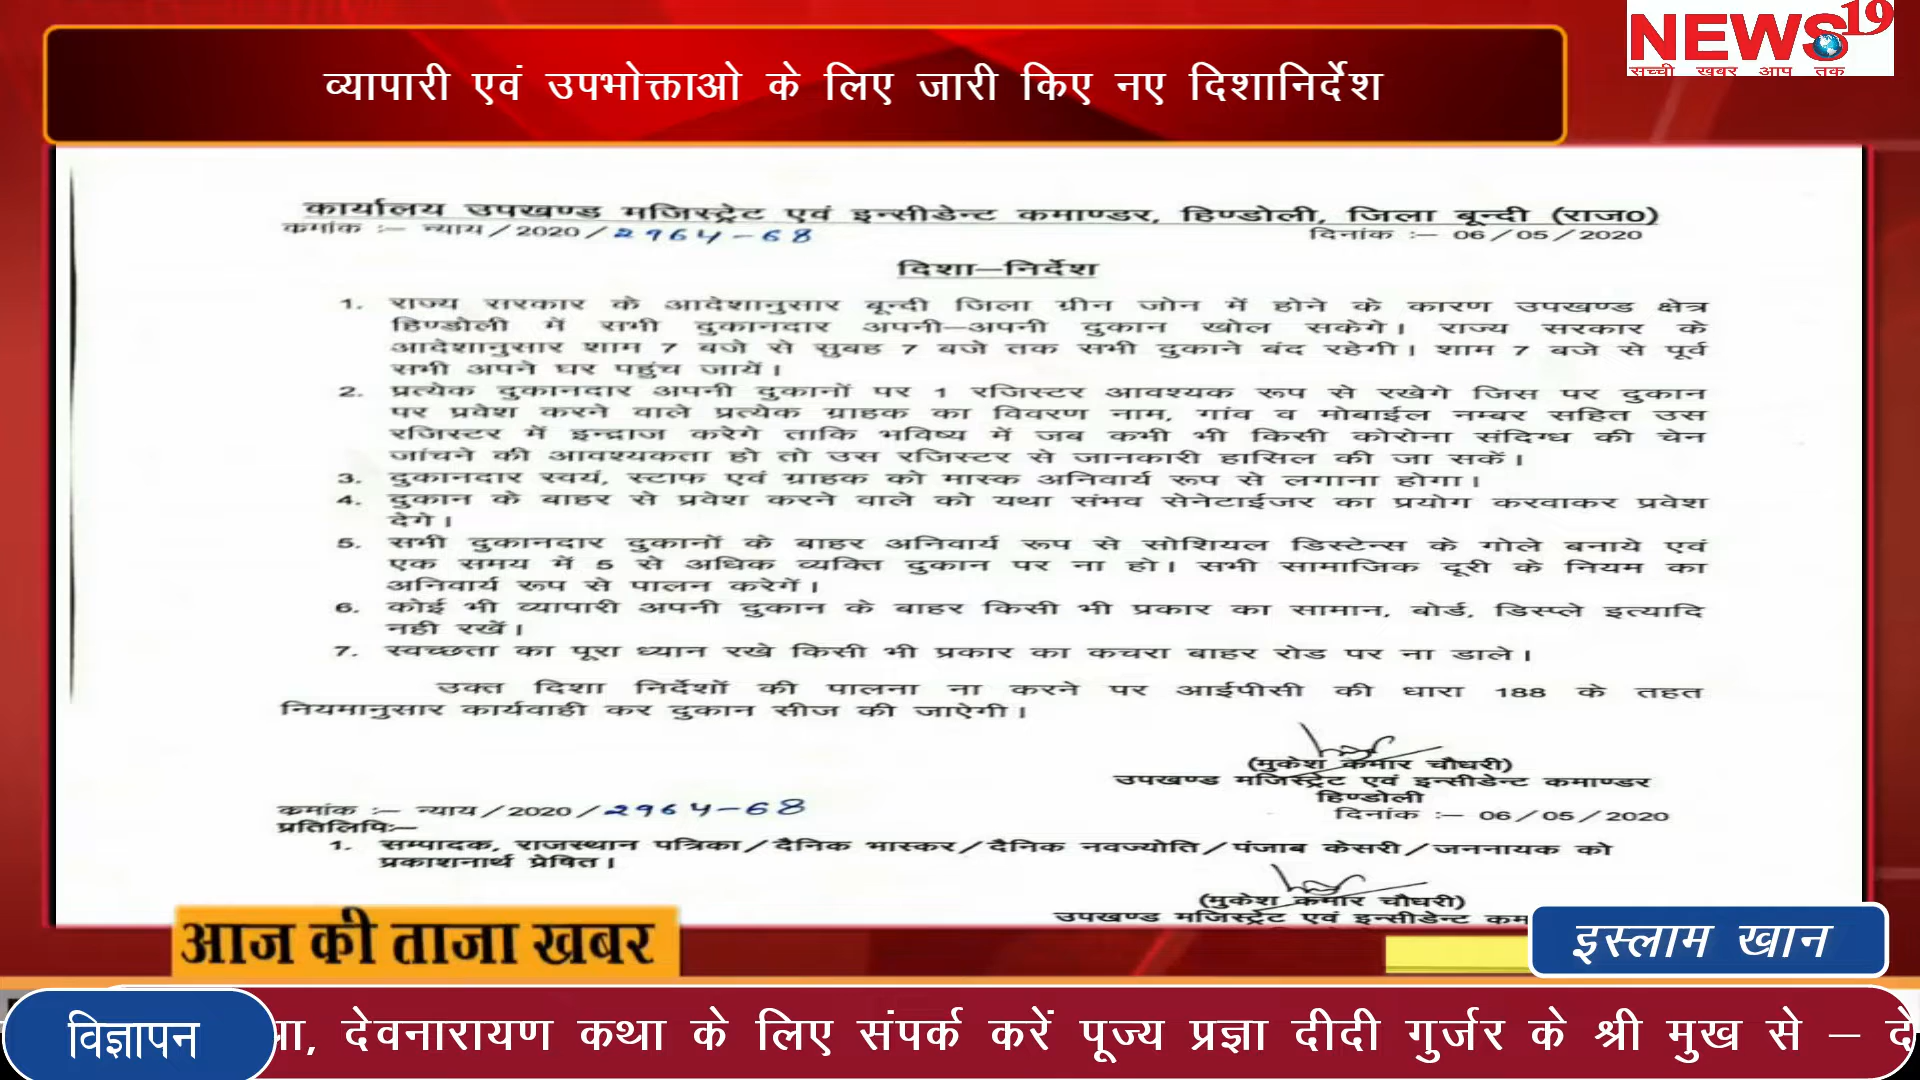 व्यापारी एवं उपभोक्ताओ के लिए जारी किए नए दिशानिर्देश
NEWS19
सच्ची खबर आप तक
कार्यालय उपखण्ड मजिस्ट्रेट एवं इन्सीडेन्ट कमाण्डर, हिण्डोली, जिला बून्दी (राज0)
कमांक :– न्याय/2020/2964-68
दिनांक :– 06/05/2020
दिशा–निर्देश
1. राज्य सरकार के आदेशानुसार बून्दी जिला ग्रीन जोन में होने के कारण उपखण्ड क्षेत्र
हिण्डोली में सभी दुकानदार अपनी–अपनी दुकान खोल सकेगे। राज्य सरकार के
आदेशानुसार शाम 7 बजे से सुबह 7 बजे तक सभी दुकाने बंद रहेगी। शाम 7 बजे से पूर्व
सभी अपने घर पहुंच जायें।
2. प्रत्येक दुकानदार अपनी दुकानों पर 1 रजिस्टर आवश्यक रूप से रखेगे जिस पर दुकान
पर प्रवेश करने वाले प्रत्येक ग्राहक का विवरण नाम, गांव व मोबाईल नम्बर सहित उस
रजिस्टर में इन्द्राज करेगे ताकि भविष्य में जब कभी भी किसी कोरोना संदिग्ध की चेन
जांचने की आवश्यकता हो तो उस रजिस्टर से जानकारी हासिल की जा सकें।
3. दुकानदार स्वयं, स्टाफ एवं ग्राहक को मास्क अनिवार्य रूप से लगाना होगा।
4. दुकान के बाहर से प्रवेश करने वाले को यथा संभव सेनेटाईजर का प्रयोग करवाकर प्रवेश
देगे।
5. सभी दुकानदार दुकानों के बाहर अनिवार्य रूप से सोशियल डिस्टेन्स के गोले बनाये एवं
एक समय में 5 से अधिक व्यक्ति दुकान पर ना हो। सभी सामाजिक दूरी के नियम का
अनिवार्य रूप से पालन करेगें।
6. कोई भी व्यापारी अपनी दुकान के बाहर किसी भी प्रकार का सामान, बोर्ड, डिस्प्ले इत्यादि
नही रखें।
7. स्वच्छता का पूरा ध्यान रखे किसी भी प्रकार का कचरा बाहर रोड पर ना डाले।
उक्त दिशा निर्देशों की पालना ना करने पर आईपीसी की धारा 188 के तहत
नियमानुसार कार्यवाही कर दुकान सीज की जाऐगी।
(मुकेश कुमार चौधरी)
उपखण्ड मजिस्ट्रेट एवं इन्सीडेन्ट कमाण्डर
हिण्डोली
कमांक :– न्याय/2020/2964-68
दिनांक :– 06/05/2020
प्रतिलिपिः–
1. सम्पादक, राजस्थान पत्रिका/दैनिक भास्कर/दैनिक नवज्योति/पंजाब केसरी/जननायक को
प्रकाशनार्थ प्रेषित।
(मुकेश कुमार चौधरी)
उपखण्ड मजिस्ट्रेट एवं इन्सीडेन्ट
आज की ताजा खबर
इस्लाम खान
विज्ञापन
देवनारायण कथा के लिए संपर्क करें पूज्य प्रज्ञा दीदी गुर्जर के श्री मुख से –